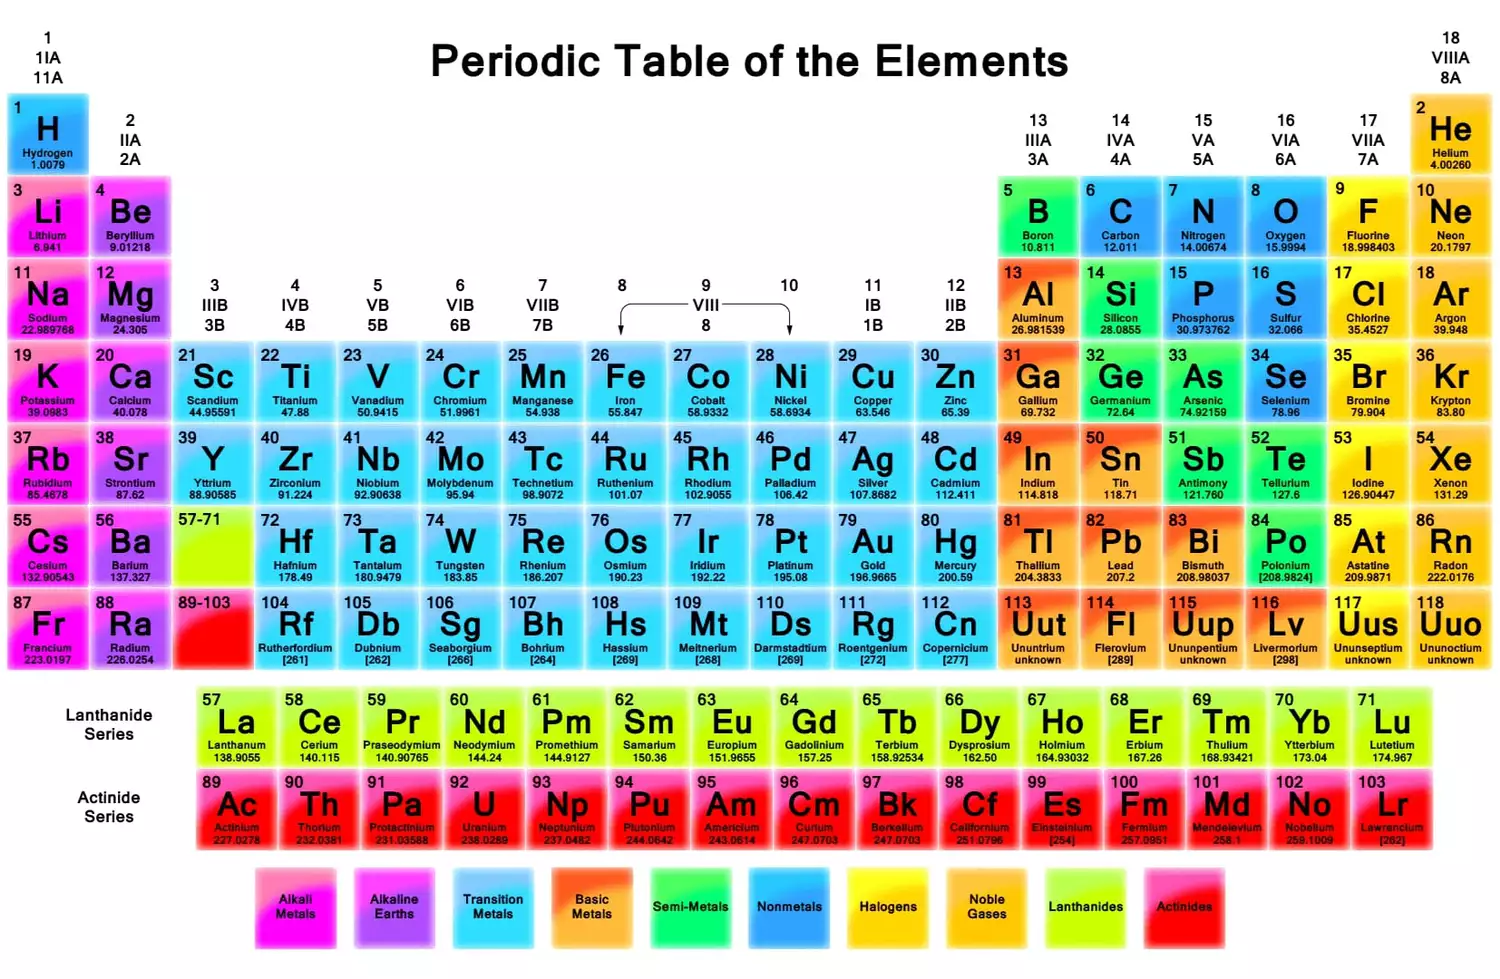 Periodic Table of the Elements
1
1IA
11A
18
VIIIA
8A
2
IIA
2A
13
IIIA
3A
14
IVA
4A
15
VA
5A
16
VIA
6A
17
VIIA
7A
3
IIIB
3B
4
IVB
4B
5
VB
5B
6
VIB
6B
7
VIIB
7B
8
9
10
VIII
8
11
IB
1B
12
IIB
2B
1
H
Hydrogen
1.0079
2
He
Helium
4.00260
3
Li
Lithium
6.941
4
Be
Beryllium
9.01218
5
B
Boron
10.811
6
C
Carbon
12.011
7
N
Nitrogen
14.00674
8
O
Oxygen
15.9994
9
F
Fluorine
18.998403
10
Ne
Neon
20.1797
11
Na
Sodium
22.989768
12
Mg
Magnesium
24.305
13
Al
Aluminum
26.981539
14
Si
Silicon
28.0855
15
P
Phosphorus
30.973762
16
S
Sulfur
32.066
17
Cl
Chlorine
35.4527
18
Ar
Argon
39.948
19
K
Potassium
39.0983
20
Ca
Calcium
40.078
21
Sc
Scandium
44.95591
22
Ti
Titanium
47.88
23
V
Vanadium
50.9415
24
Cr
Chromium
51.9961
25
Mn
Manganese
54.938
26
Fe
Iron
55.847
27
Co
Cobalt
58.9332
28
Ni
Nickel
58.6934
29
Cu
Copper
63.546
30
Zn
Zinc
65.39
31
Ga
Gallium
69.732
32
Ge
Germanium
72.64
33
As
Arsenic
74.92159
34
Se
Selenium
78.96
35
Br
Bromine
79.904
36
Kr
Krypton
83.80
37
Rb
Rubidium
85.4678
38
Sr
Strontium
87.62
39
Y
Yttrium
88.90585
40
Zr
Zirconium
91.224
41
Nb
Niobium
92.90638
42
Mo
Molybdenum
95.94
43
Tc
Technetium
98.9072
44
Ru
Ruthenium
101.07
45
Rh
Rhodium
102.9055
46
Pd
Palladium
106.42
47
Ag
Silver
107.8682
48
Cd
Cadmium
112.411
49
In
Indium
114.818
50
Sn
Tin
118.71
51
Sb
Antimony
121.760
52
Te
Tellurium
127.6
53
I
Iodine
126.90447
54
Xe
Xenon
131.29
55
Cs
Cesium
132.90543
56
Ba
Barium
137.327
57-71
72
Hf
Hafnium
178.49
73
Ta
Tantalum
180.9479
74
W
Tungsten
183.85
75
Re
Rhenium
186.207
76
Os
Osmium
190.23
77
Ir
Iridium
192.22
78
Pt
Platinum
195.08
79
Au
Gold
196.9665
80
Hg
Mercury
200.59
81
Tl
Thallium
204.3833
82
Pb
Lead
207.2
83
Bi
Bismuth
208.98037
84
Po
Polonium
[208.9824]
85
At
Astatine
209.9871
86
Rn
Radon
222.0176
87
Fr
Francium
223.0197
88
Ra
Radium
226.0254
89-103
104
Rf
Rutherfordium
[261]
105
Db
Dubnium
[262]
106
Sg
Seaborgium
[266]
107
Bh
Bohrium
[264]
108
Hs
Hassium
[269]
109
Mt
Meitnerium
[268]
110
Ds
Darmstadtium
[269]
111
Rg
Roentgenium
[272]
112
Cn
Copernicium
[277]
113
Uut
Ununtrium
unknown
114
Fl
Flerovium
[289]
115
Uup
Ununpentium
unknown
116
Lv
Livermorium
[298]
117
Uus
Ununseptium
unknown
118
Uuo
Ununoctium
unknown
Lanthanide
Series
57
La
Lanthanum
138.9055
58
Ce
Cerium
140.115
59
Pr
Praseodymium
140.90765
60
Nd
Neodymium
144.24
61
Pm
Promethium
144.9127
62
Sm
Samarium
150.36
63
Eu
Europium
151.9655
64
Gd
Gadolinium
157.25
65
Tb
Terbium
158.92534
66
Dy
Dysprosium
162.50
67
Ho
Holmium
164.93032
68
Er
Erbium
167.26
69
Tm
Thulium
168.93421
70
Yb
Ytterbium
173.04
71
Lu
Lutetium
174.967
Actinide
Series
89
Ac
Actinium
227.0278
90
Th
Thorium
232.0381
91
Pa
Protactinium
231.03588
92
U
Uranium
238.0289
93
Np
Neptunium
237.0482
94
Pu
Plutonium
244.0642
95
Am
Americium
243.0614
96
Cm
Curium
247.0703
97
Bk
Berkelium
247.0703
98
Cf
Californium
251.0796
99
Es
Einsteinium
[254]
100
Fm
Fermium
257.0951
101
Md
Mendelevium
258.1
102
No
Nobelium
259.1009
103
Lr
Lawrencium
[262]
Alkali
Metals
Alkaline
Earths
Transition
Metals
Basic
Metals
Semi-Metals
Nonmetals
Halogens
Noble
Gases
Lanthanides
Actinides